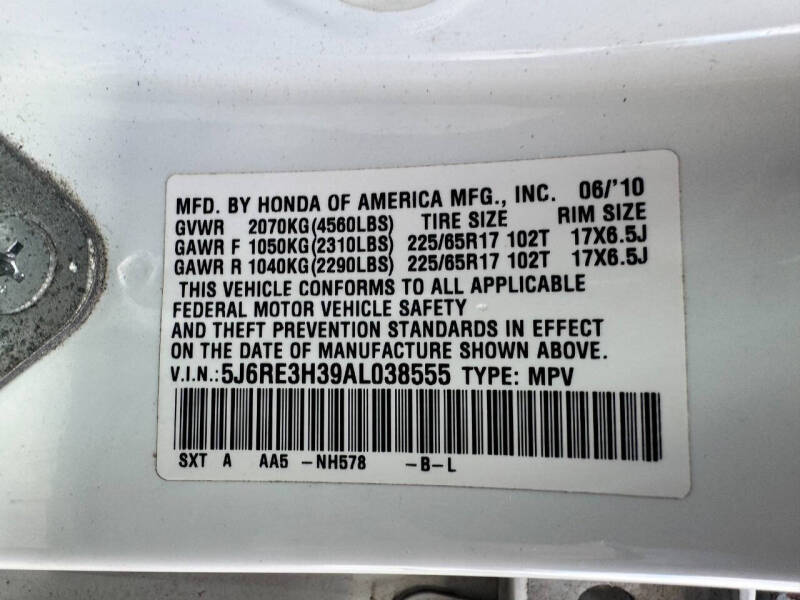 MFD. BY HONDA OF AMERICA MFG., INC. 06/'10
GVWR 2070KG(4560LBS) TIRE SIZE RIM SIZE
GAWR F 1050KG(2310LBS) 225/65R17 102T 17X6.5J
GAWR R 1040KG(2290LBS) 225/65R17 102T 17X6.5J
THIS VEHICLE CONFORMS TO ALL APPLICABLE
FEDERAL MOTOR VEHICLE SAFETY
AND THEFT PREVENTION STANDARDS IN EFFECT
ON THE DATE OF MANUFACTURE SHOWN ABOVE.
V.I.N.:5J6RE3H39AL038555 TYPE: MPV
SXT A AA5 -NH578 -B-L